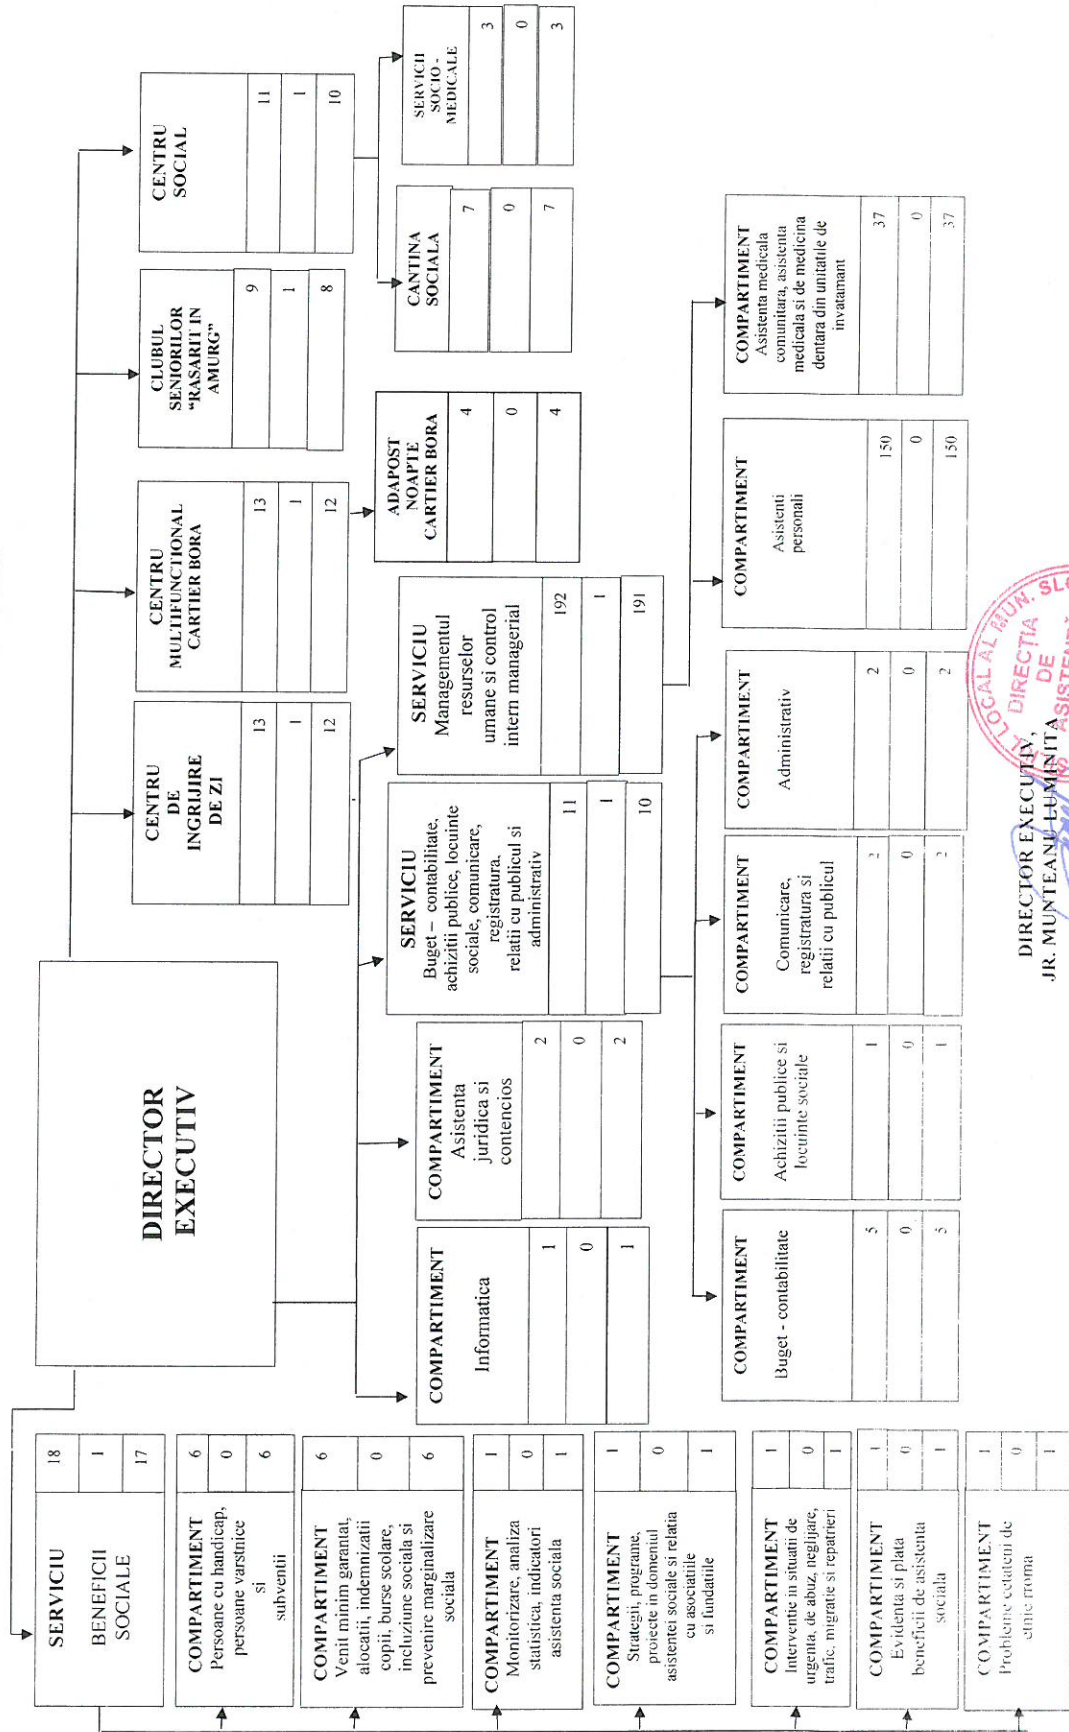 DIRECTOR
EXECUTIV
SERVICIU
BENEFICII
SOCIALE
18
1
17
COMPARTIMENT
Persoane cu handicap,
persoane varstnice
si
subventii
6
0
6
COMPARTIMENT
Venit minim garantat,
alocatii, indemnizatii
copii, burse scolare,
incluziune sociala si
prevenire marginalizare
sociala
6
0
6
COMPARTIMENT
Monitorizare, analiza
statistica, indicatori
asistenta sociala
1
0
1
COMPARTIMENT
Strategii, programe,
proiecte in domeniul
asistentei sociale si relatia
cu asociatiile
si fundatiile
1
0
1
COMPARTIMENT
Interventie in situatii de
urgenta, de abuz, neglijare,
trafic, migratie si repatrieri
1
0
1
COMPARTIMENT
Evidenta si plata
beneficii de asistenta
sociala
1
0
1
COMPARTIMENT
Probleme cetateni de
etnie rroma
1
0
1
CENTRU
DE
INGRIJIRE
DE ZI
13
1
12
CENTRU
MULTIFUNCTIONAL
CARTIER BORA
13
1
12
CLUBUL
SENIORILOR
“RASARIT IN
AMURG”
9
1
8
CENTRU
SOCIAL
11
1
10
ADAPOST
NOAPTE
CARTIER BORA
4
0
4
CANTINA
SOCIALA
7
0
7
SERVICII
SOCIO -
MEDICALE
3
0
3
COMPARTIMENT
Informatica
1
0
1
COMPARTIMENT
Asistenta
juridica si
contencios
2
0
2
SERVICIU
Buget – contabilitate,
achizitii publice, locuinte
sociale, comunicare,
registratura,
relatii cu publicul si
administrativ
11
1
10
SERVICIU
Managementul
resurselor
umane si control
intern managerial
192
1
191
COMPARTIMENT
Buget - contabilitate
5
0
5
COMPARTIMENT
Achizitii publice si
locuinte sociale
1
0
1
COMPARTIMENT
Comunicare,
registratura si
relatii cu publicul
2
0
2
COMPARTIMENT
Administrativ
2
0
2
COMPARTIMENT
Asistenti
personali
150
0
150
COMPARTIMENT
Asistenta medicala
comunitara, asistenta
medicala si de medicina
dentara din unitatile de
invatamant
37
0
37
DIRECTOR EXECUTIV,
JR. MUNTEANU LUMINITA
LOCAL AL MUN.
DIRECȚIA
DE